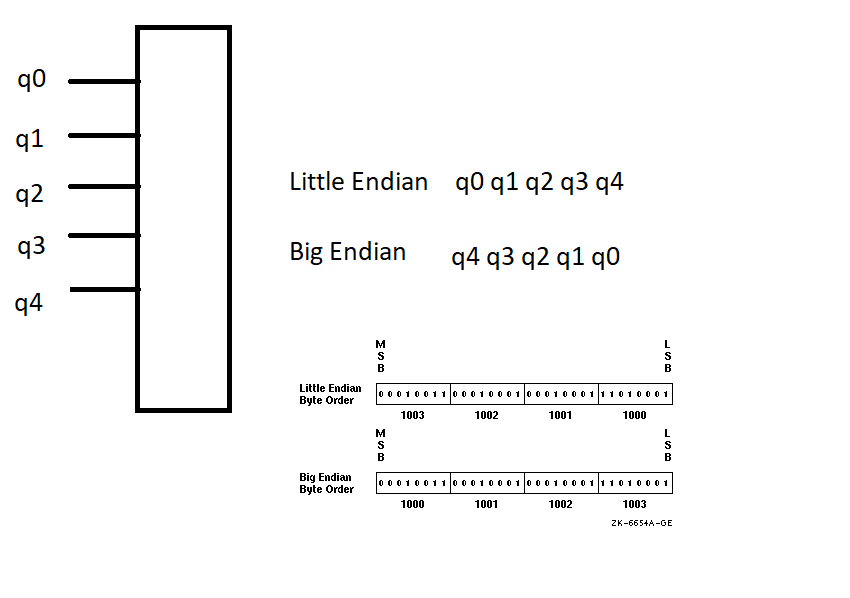 q0
q1
q2
q3
q4
Little Endian q0 q1 q2 q3 q4
Big Endian q4 q3 q2 q1 q0
M
S
B
L
S
B
Little Endian
Byte Order
0 0 0 1 0 0 1 1 0 0 0 1 0 0 0 1 0 0 0 1 0 0 0 1 1 1 0 1 0 0 0 1
1003 1002 1001 1000
M
S
B
L
S
B
Big Endian
Byte Order
0 0 0 1 0 0 1 1 0 0 0 1 0 0 0 1 0 0 0 1 0 0 0 1 1 1 0 1 0 0 0 1
1000 1001 1002 1003
ZK-6654A-GE